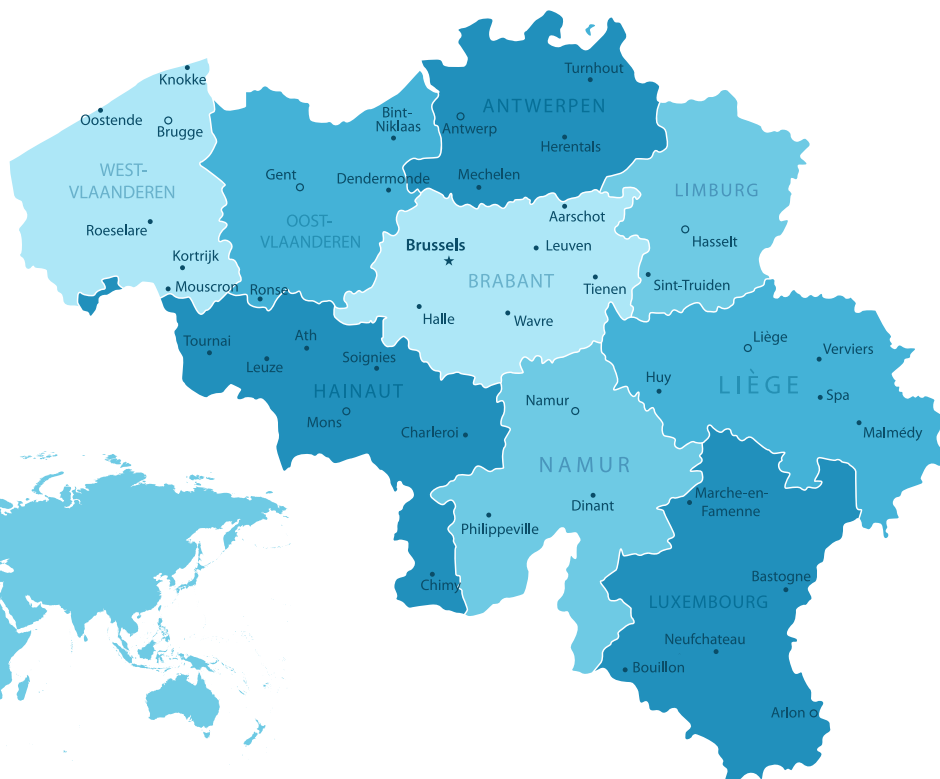 Knokke
Oostende
Brugge
WEST-
VLAANDEREN
Roeselare
Kortrijk
Mouscron
Bint-
Niklaas
Gent
Dendermonde
OOST-
VLAANDEREN
Ronse
Turnhout
ANTWERPEN
Antwerp
Herentals
Mechelen
LIMBURG
Hasselt
Sint-Truiden
Aarschot
Brussels
Leuven
BRABANT
Tienen
Halle
Wavre
Tournai
Ath
Leuze
Soignies
HAINAUT
Mons
Charleroi
Chimy
Liège
Verviers
Huy
LIÈGE
Spa
Malmédy
Namur
NAMUR
Dinant
Philippeville
Marche-en-
Famenne
Bastogne
LUXEMBOURG
Neufchateau
Bouillon
Arlon